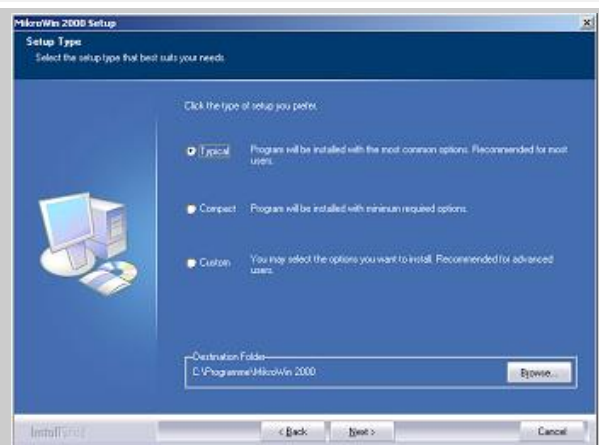 MikroWin 2000 Setup
Setup Type
Select the setup type that best suits your needs.
Click the type of setup you prefer.
Typical
Program will be installed with the most common options. Recommended for most
users.
Compact
Program will be installed with minimum required options.
Custom
You may select the options you want to install. Recommended for advanced
users.
Destination Folder
C:\Programme\MikroWin 2000
Browse...
< Back
Next >
Cancel